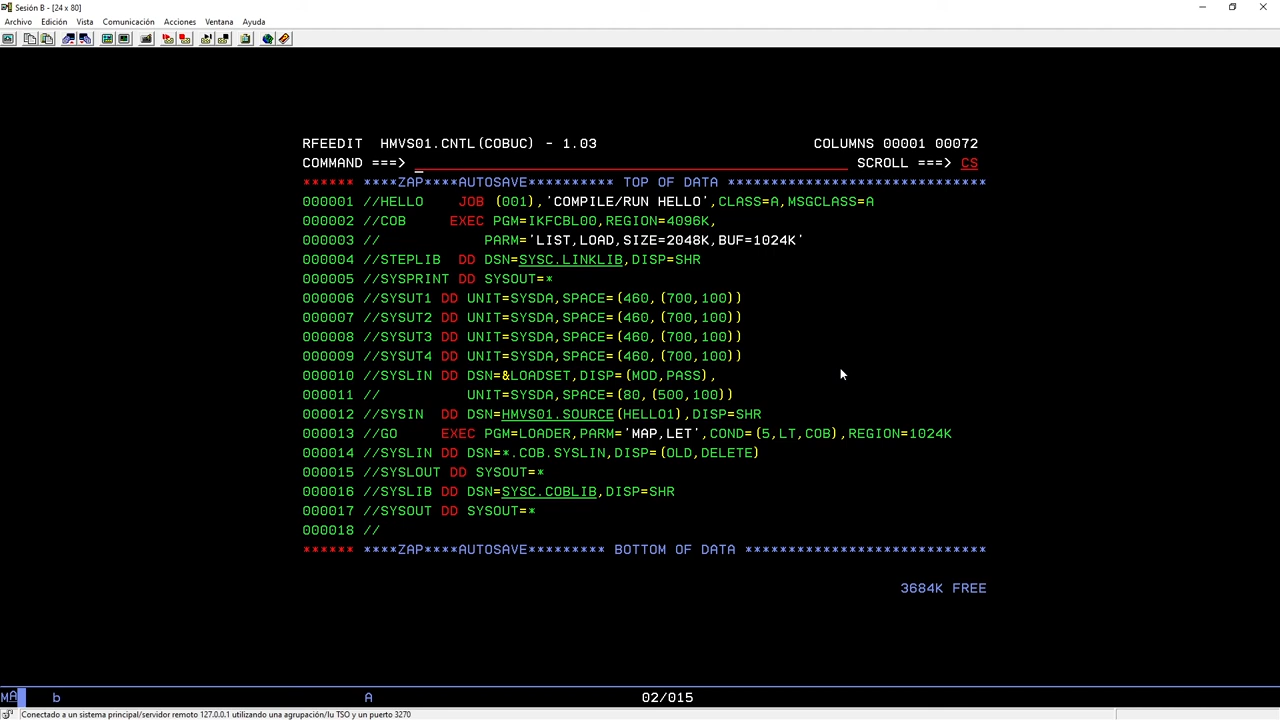 Sesión B - [24 x 80]
Archivo Edición Vista Comunicación Acciones Ventana Ayuda
RFEEDIT  HMVS01.CNTL(COBUC) - 1.03                         COLUMNS 00001 00072
COMMAND ===>                                                    SCROLL ===> CS
****** ****ZAP****AUTOSAVE********** TOP OF DATA ******************************
000001 //HELLO    JOB (001),'COMPILE/RUN HELLO',CLASS=A,MSGCLASS=A
000002 //COB     EXEC PGM=IKFCBL00,REGION=4096K,
000003 //            PARM='LIST,LOAD,SIZE=2048K,BUF=1024K'
000004 //STEPLIB  DD DSN=SYSC.LINKLIB,DISP=SHR
000005 //SYSPRINT DD SYSOUT=*
000006 //SYSUT1 DD UNIT=SYSDA,SPACE=(460,(700,100))
000007 //SYSUT2 DD UNIT=SYSDA,SPACE=(460,(700,100))
000008 //SYSUT3 DD UNIT=SYSDA,SPACE=(460,(700,100))
000009 //SYSUT4 DD UNIT=SYSDA,SPACE=(460,(700,100))
000010 //SYSLIN DD DSN=&LOADSET,DISP=(MOD,PASS),
000011 //          UNIT=SYSDA,SPACE=(80,(500,100))
000012 //SYSIN  DD DSN=HMVS01.SOURCE(HELLO1),DISP=SHR
000013 //GO     EXEC PGM=LOADER,PARM='MAP,LET',COND=(5,LT,COB),REGION=1024K
000014 //SYSLIN DD DSN=*.COB.SYSLIN,DISP=(OLD,DELETE)
000015 //SYSLOUT DD SYSOUT=*
000016 //SYSLIB DD DSN=SYSC.COBLIB,DISP=SHR
000017 //SYSOUT DD SYSOUT=*
000018 //
****** ****ZAP****AUTOSAVE********* BOTTOM OF DATA ****************************
3684K FREE
MA b A 02/015
Conectado a un sistema principal/servidor remoto 127.0.0.1 utilizando una agrupación/lu TSO y un puerto 3270